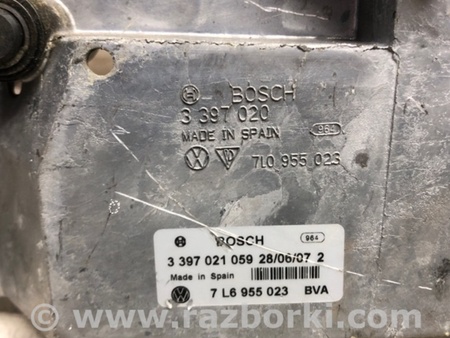 BOSCH
3 397 020
MADE IN SPAIN 984
7L0 955 023
BOSCH 984
3 397 021 059 28/06/07 2
Made in Spain
7 L6 955 023 BVA
www.razborki.com